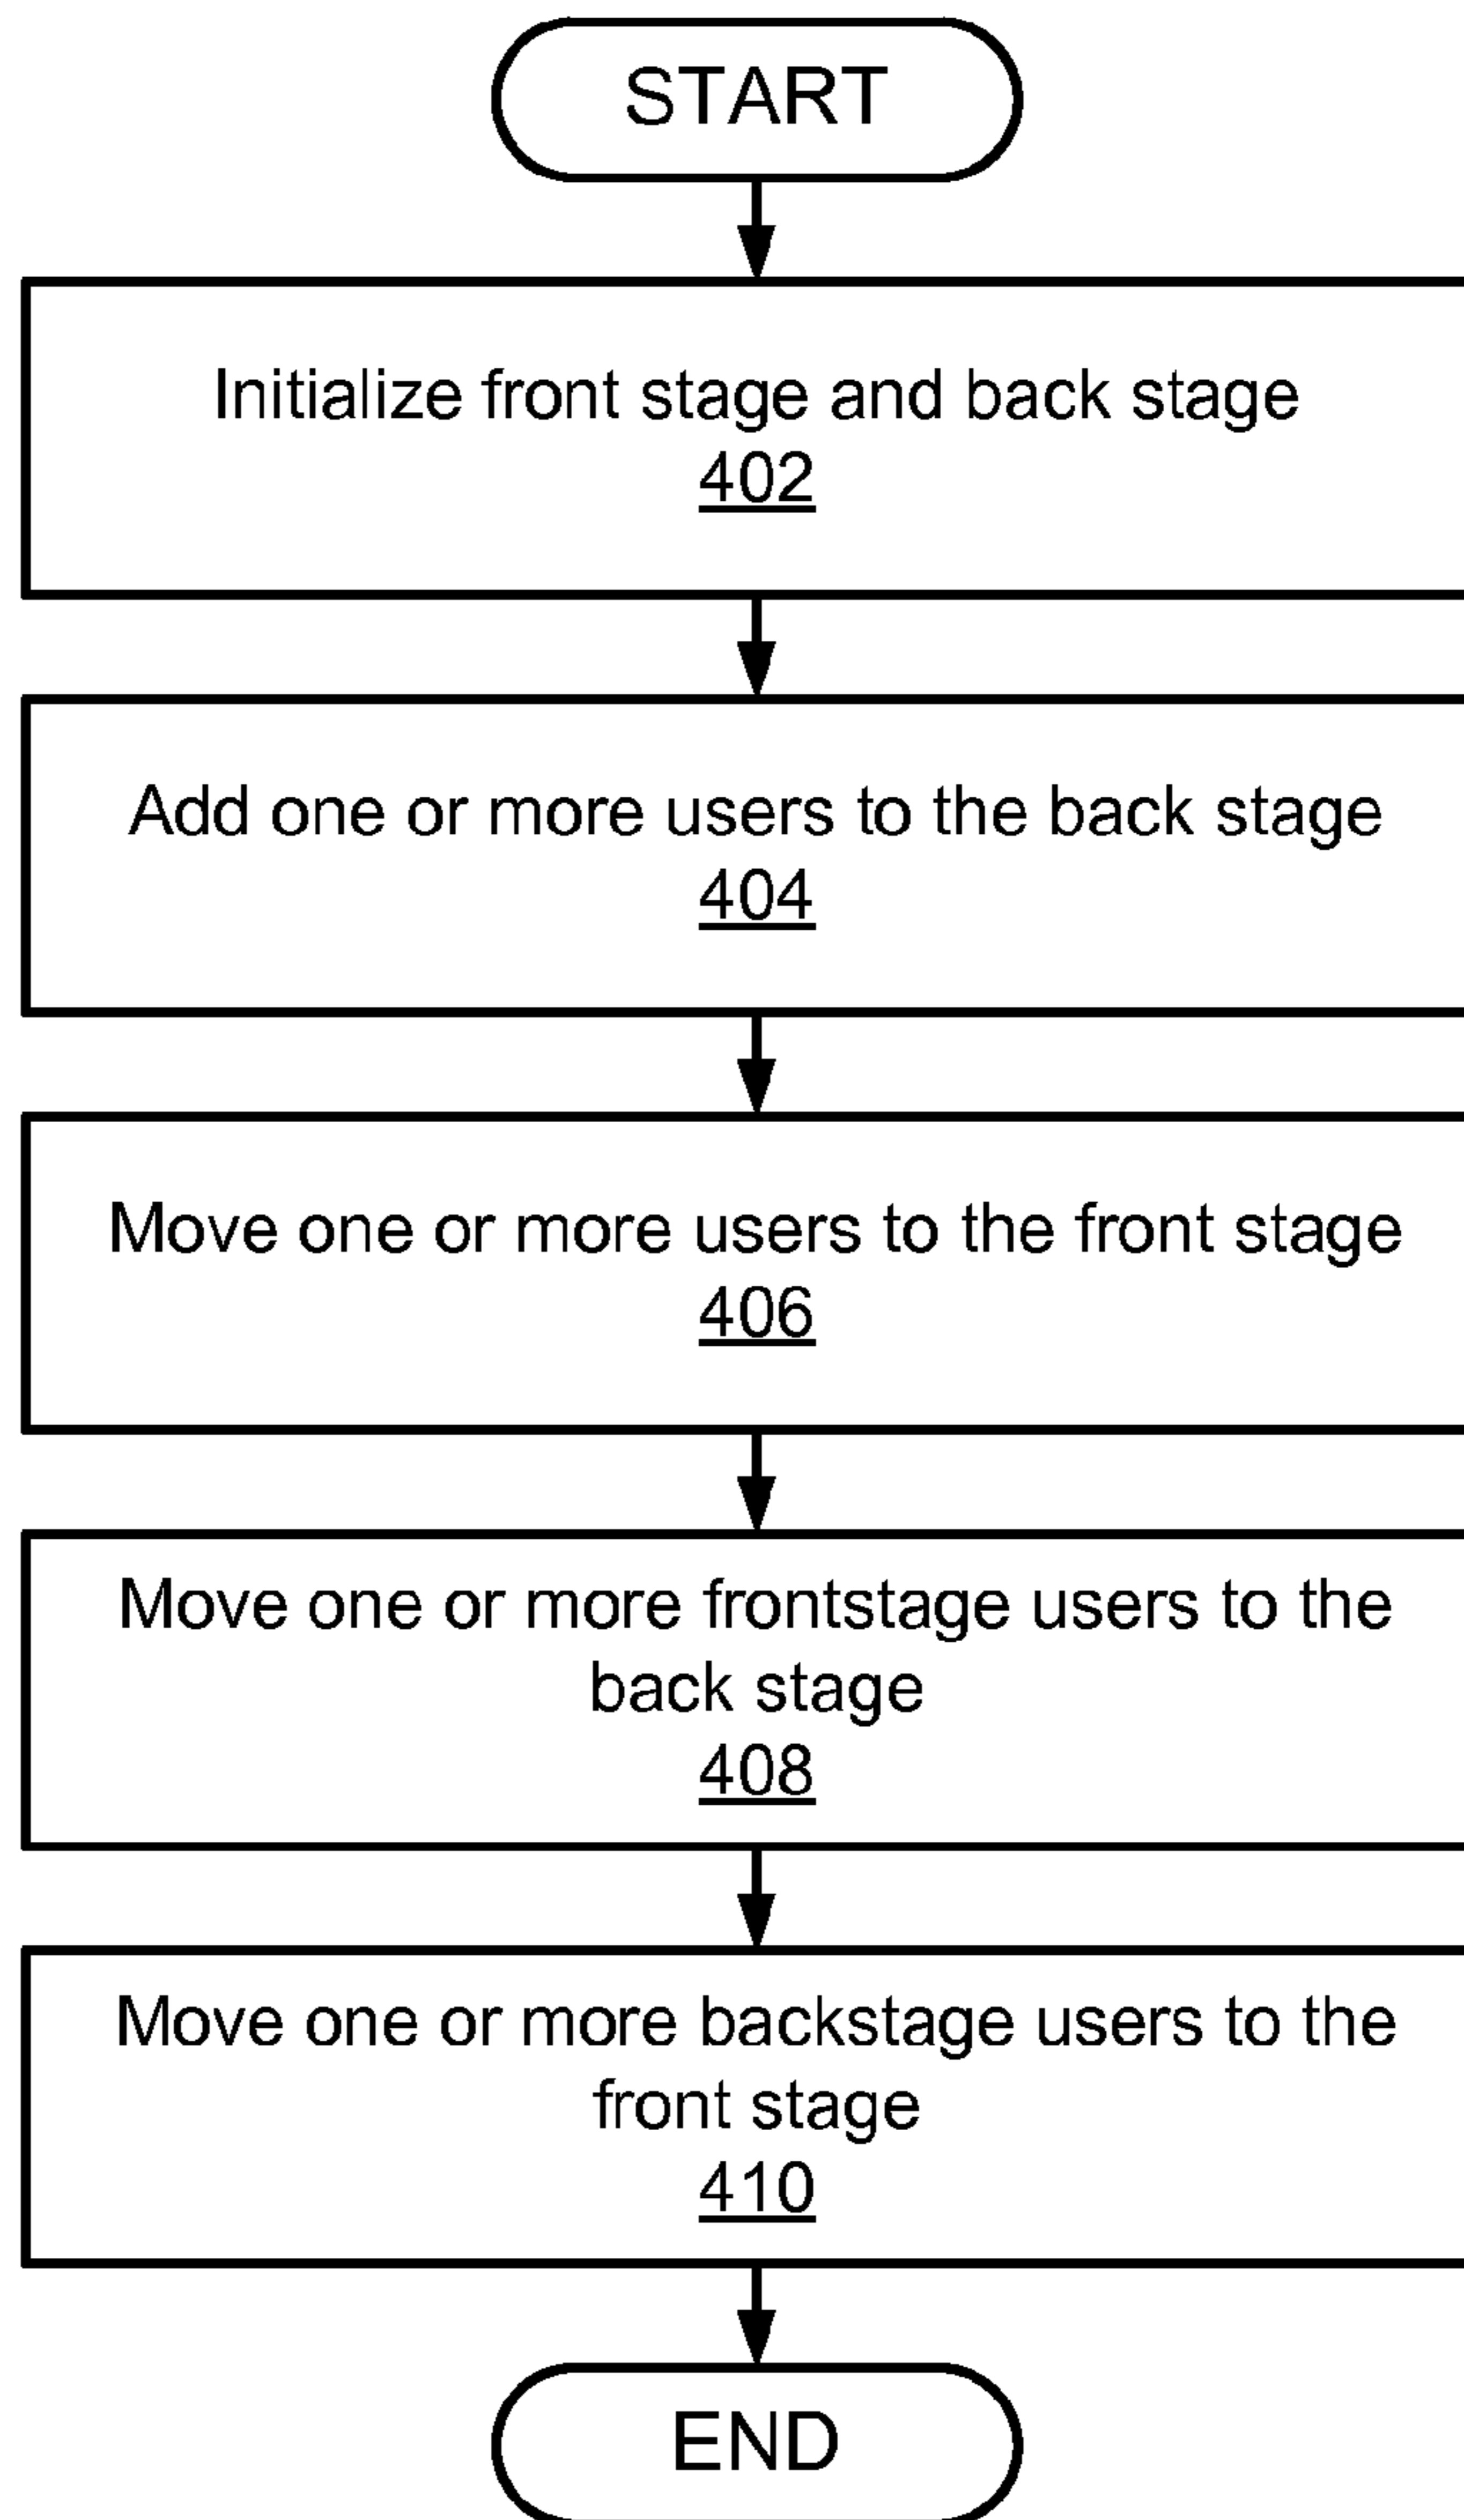 START
Initialize front stage and back stage
402
Add one or more users to the back stage
404
Move one or more users to the front stage
406
Move one or more frontstage users to the
back stage
408
Move one or more backstage users to the
front stage
410
END